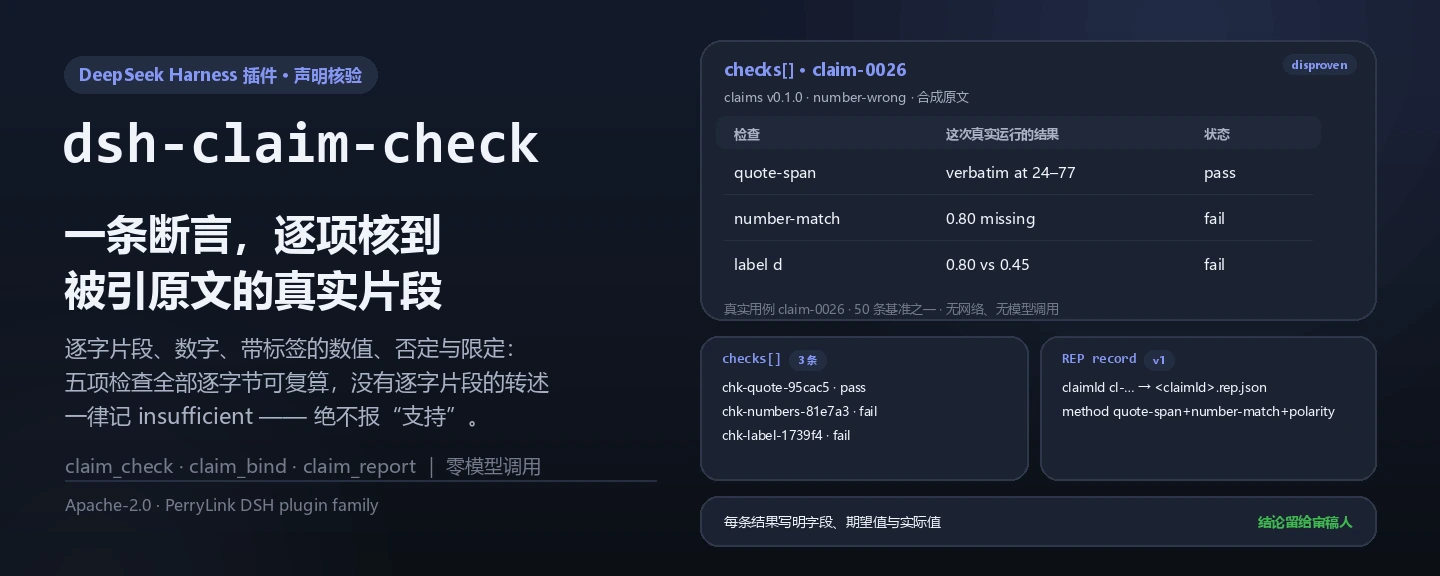 DeepSeek Harness 插件 • 声明核验
dsh-claim-check
一条断言，逐项核到
被引原文的真实片段
逐字片段、数字、带标签的数值、否定与限定：
五项检查全部逐字节可复算，没有逐字片段的转述
一律记 insufficient —— 绝不报“支持”。
claim_check · claim_bind · claim_report | 零模型调用
Apache-2.0 · PerryLink DSH plugin family
checks[] • claim-0026
disproven
claims v0.1.0 · number-wrong · 合成原文
检查 这次真实运行的结果 状态
quote-span verbatim at 24–77 pass
number-match 0.80 missing fail
label d 0.80 vs 0.45 fail
真实用例 claim-0026 · 50 条基准之一 · 无网络、无模型调用
checks[] 3 条
chk-quote-95cac5 · pass
chk-numbers-81e7a3 · fail
chk-label-1739f4 · fail
REP record v1
claimId cl-… → <claimId>.rep.json
method quote-span+number-match+polarity
每条结果写明字段、期望值与实际值
结论留给审稿人